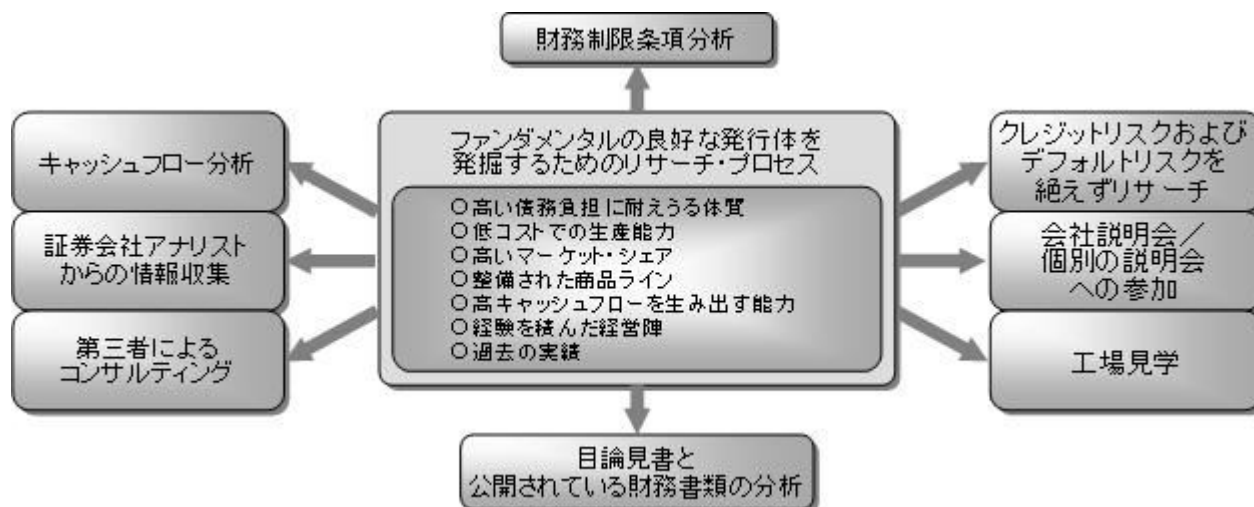 財務制限条項分析
キャッシュフロー分析
証券会社アナリスト
からの情報収集
第三者による
コンサルティング
ファンダメンタルの良好な発行体を
発掘するためのリサーチ・プロセス
○高い債務負担に耐えうる体質
○低コストでの生産能力
○高いマーケット・シェア
○整備された商品ライン
○高キャッシュフローを生み出す能力
○経験を積んだ経営陣
○過去の実績
クレジットリスクおよび
デフォルトリスクを
絶えずリサーチ
会社説明会／
個別の説明会
への参加
工場見学
目論見書と
公開されている財務書類の分析